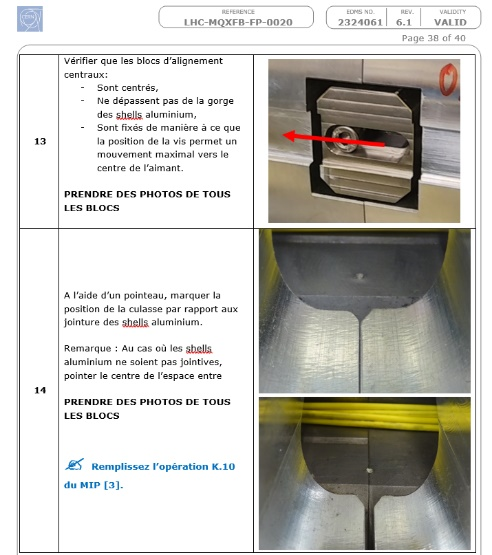 REFERENCE
LHC-MQXFB-FP-0020
EDMS NO.
REV.
VALIDITY
2324061
6.1
VALID
Page 38 of 40
13
Vérifier que les blocs d'alignement
centraux:
- Sont centrés,
- Ne dépassent pas de la gorge
des shells aluminium,
- Sont fixés de manière à ce que
la position de la vis permet un
mouvement maximal vers le
centre de l'aimant.
PRENDRE DES PHOTOS DE TOUS
LES BLOCS
14
A l'aide d'un pointeau, marquer la
position de la culasse par rapport aux
jointure des shells aluminium.
Remarque : Au cas où les shells
aluminium ne soient pas jointives,
pointer le centre de l'espace entre
PRENDRE DES PHOTOS DE TOUS
LES BLOCS
Remplissez l'opération K.10
du MIP [3].